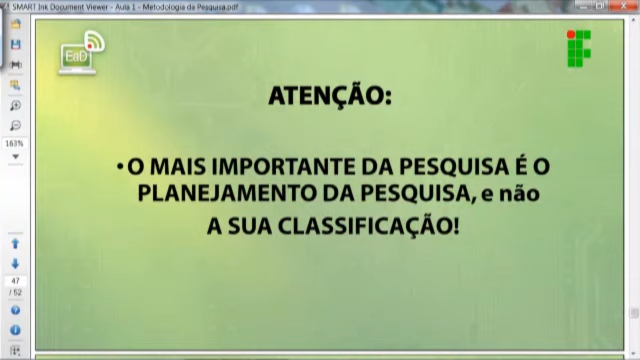 SMART Ink Document Viewer - Aula 1 - Metodologia da Pesquisa.pdf
EaD
ATENÇÃO:
•O MAIS IMPORTANTE DA PESQUISA É O
PLANEJAMENTO DA PESQUISA, e não
A SUA CLASSIFICAÇÃO!
163%
47
/ 52